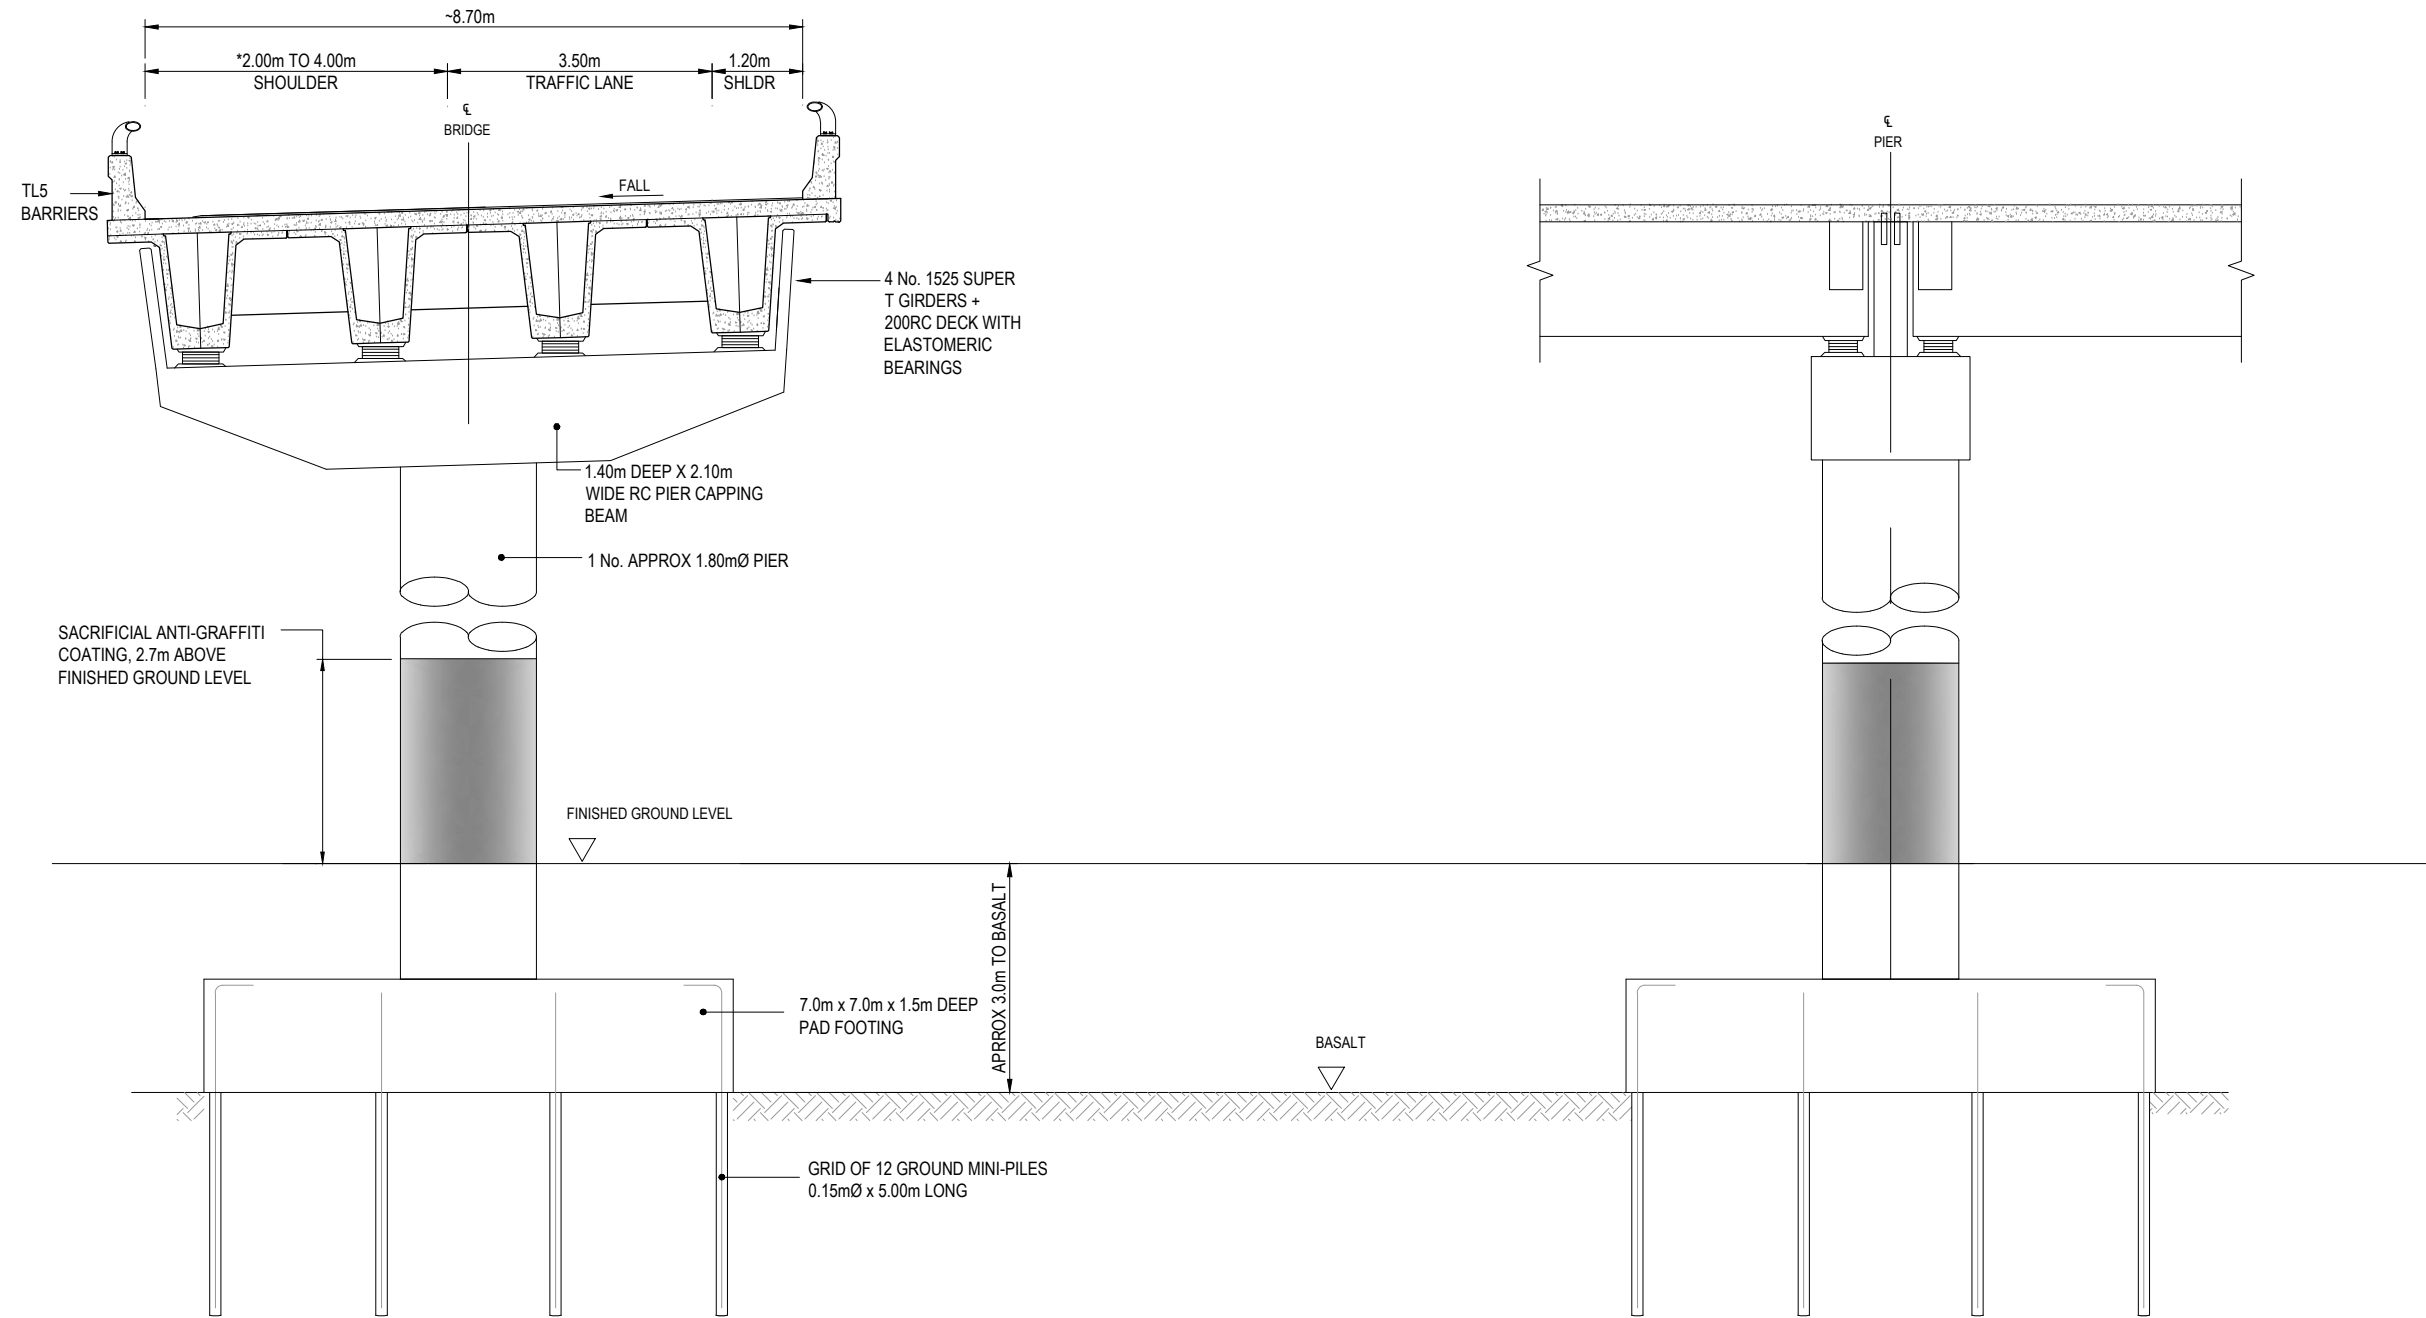 ~8.70m
*2.00m TO 4.00m
SHOULDER
3.50m
TRAFFIC LANE
1.20m
SHLDR
℄
BRIDGE
℄
PIER
TL5
BARRIERS
FALL
4 No. 1525 SUPER
T GIRDERS +
200RC DECK WITH
ELASTOMERIC
BEARINGS
1.40m DEEP X 2.10m
WIDE RC PIER CAPPING
BEAM
1 No. APPROX 1.80mØ PIER
SACRIFICIAL ANTI-GRAFFITI
COATING, 2.7m ABOVE
FINISHED GROUND LEVEL
FINISHED GROUND LEVEL
APRROX 3.0m TO BASALT
7.0m x 7.0m x 1.5m DEEP
PAD FOOTING
BASALT
GRID OF 12 GROUND MINI-PILES
0.15mØ x 5.00m LONG